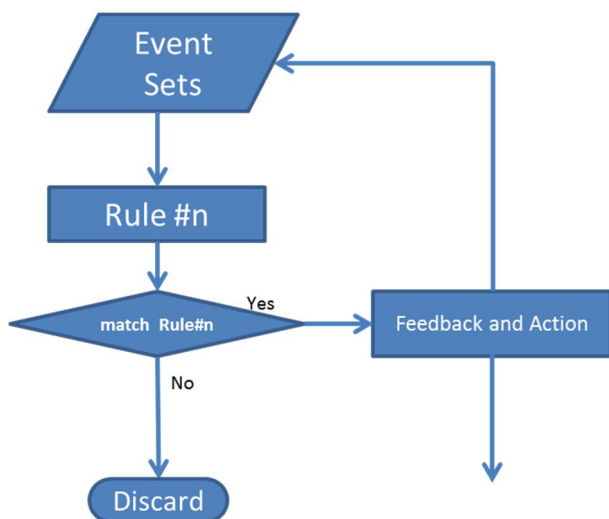 Event
Sets
Rule #n
match Rule#n
Yes
Feedback and Action
No
Discard